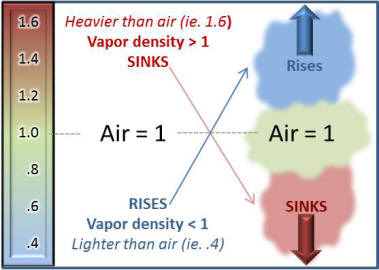 1.6
1.4
1.2
1.0
.8
.6
.4
Heavier than air (ie. 1.6)
Vapor density > 1
SINKS
Air = 1
RISES
Vapor density < 1
Lighter than air (ie. .4)
Rises
Air = 1
SINKS